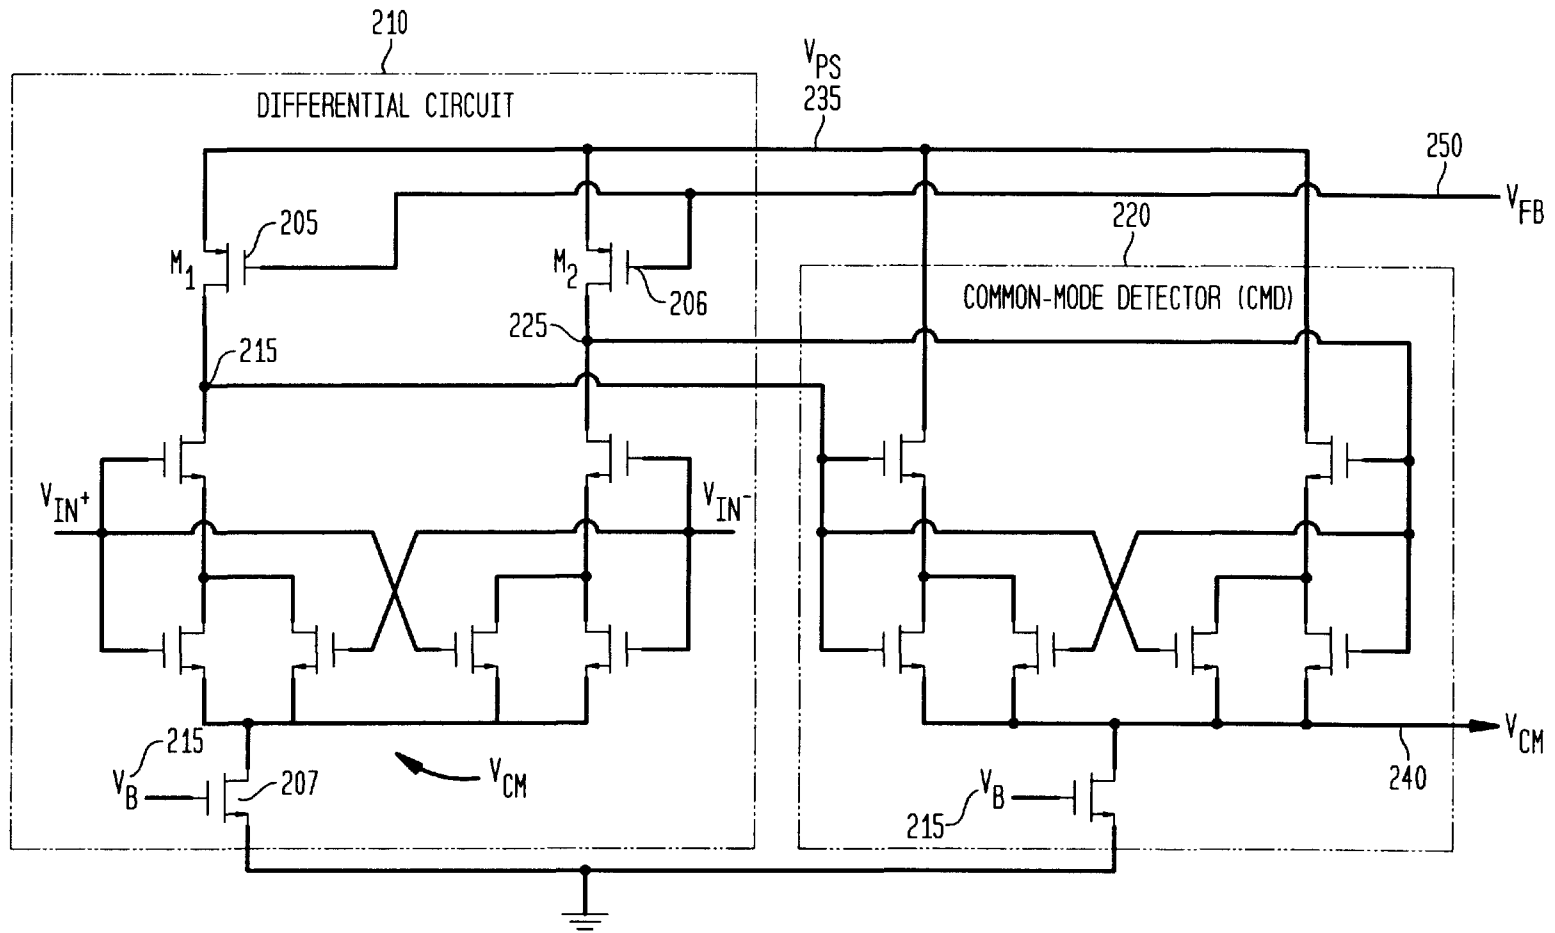 210
V_PS
235
DIFFERENTIAL CIRCUIT
250
V_FB
220
205
M_1
M_2
206
COMMON-MODE DETECTOR (CMD)
225
215
V_IN+
V_IN-
215
V_B
207
V_CM
V_B
215
240
V_CM